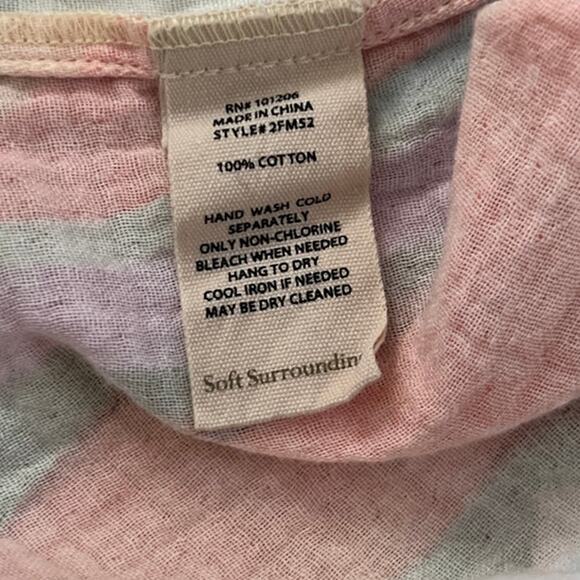 RN# 101206
MADE IN CHINA
STYLE# 2FM52
100% COTTON
HAND WASH COLD
SEPARATELY
ONLY NON-CHLORINE
BLEACH WHEN NEEDED
HANG TO DRY
COOL IRON IF NEEDED
MAY BE DRY CLEANED
Soft Surroundin